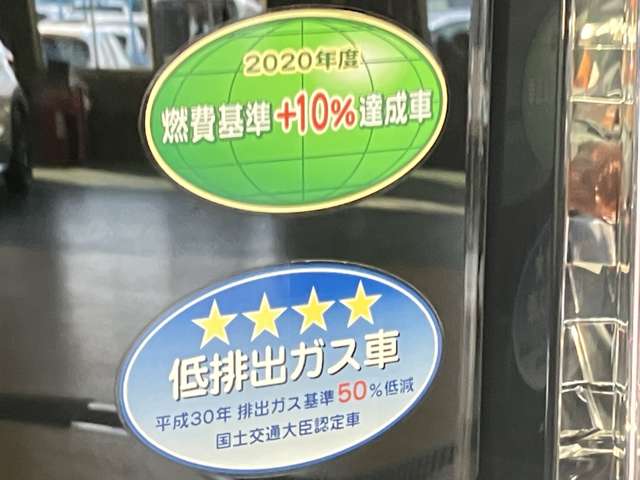 2020年度
燃費基準+10%達成車
★★★★
低排出ガス車
平成30年 排出ガス基準50%低減
国土交通大臣認定車